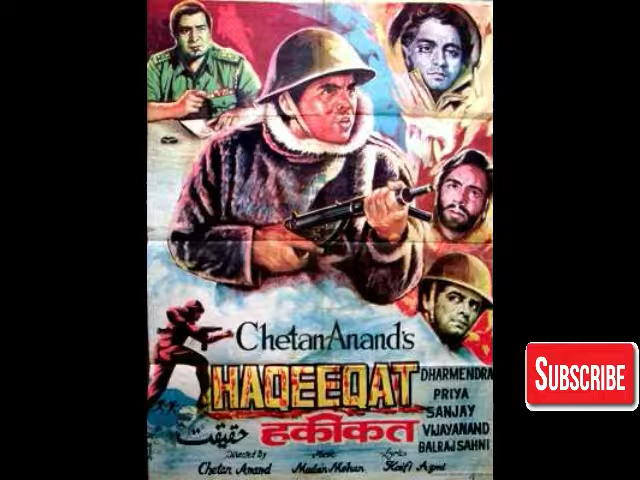 Chetan Anand's
HAQEEQAT
हकीकत
حقیقت
DHARMENDRA
PRIYA
SANJAY
VIJAYANAND
BALRAJ SAHNI
Directed By
Chetan Anand
Music
Madan Mohan
Lyrics
Kaifi Azmi
SUBSCRIBE